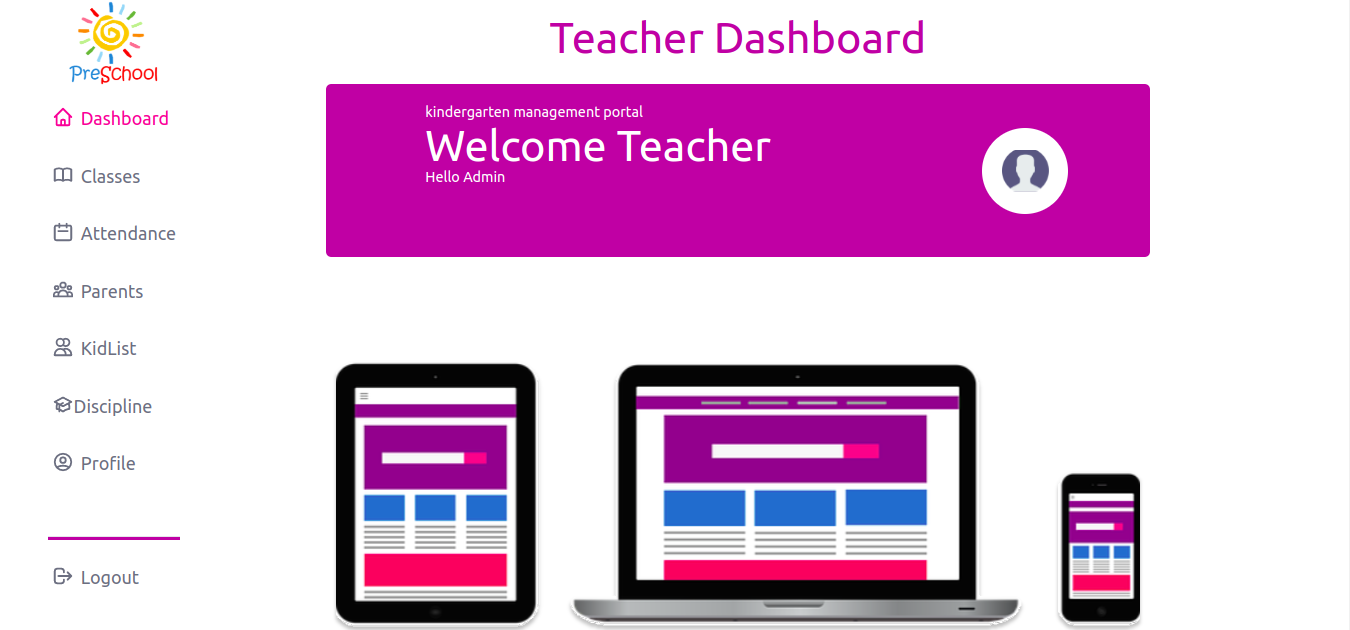 PreSchool
Dashboard
Classes
Attendance
Parents
KidList
Discipline
Profile
Logout
Teacher Dashboard
kindergarten management portal
Welcome Teacher
Hello Admin